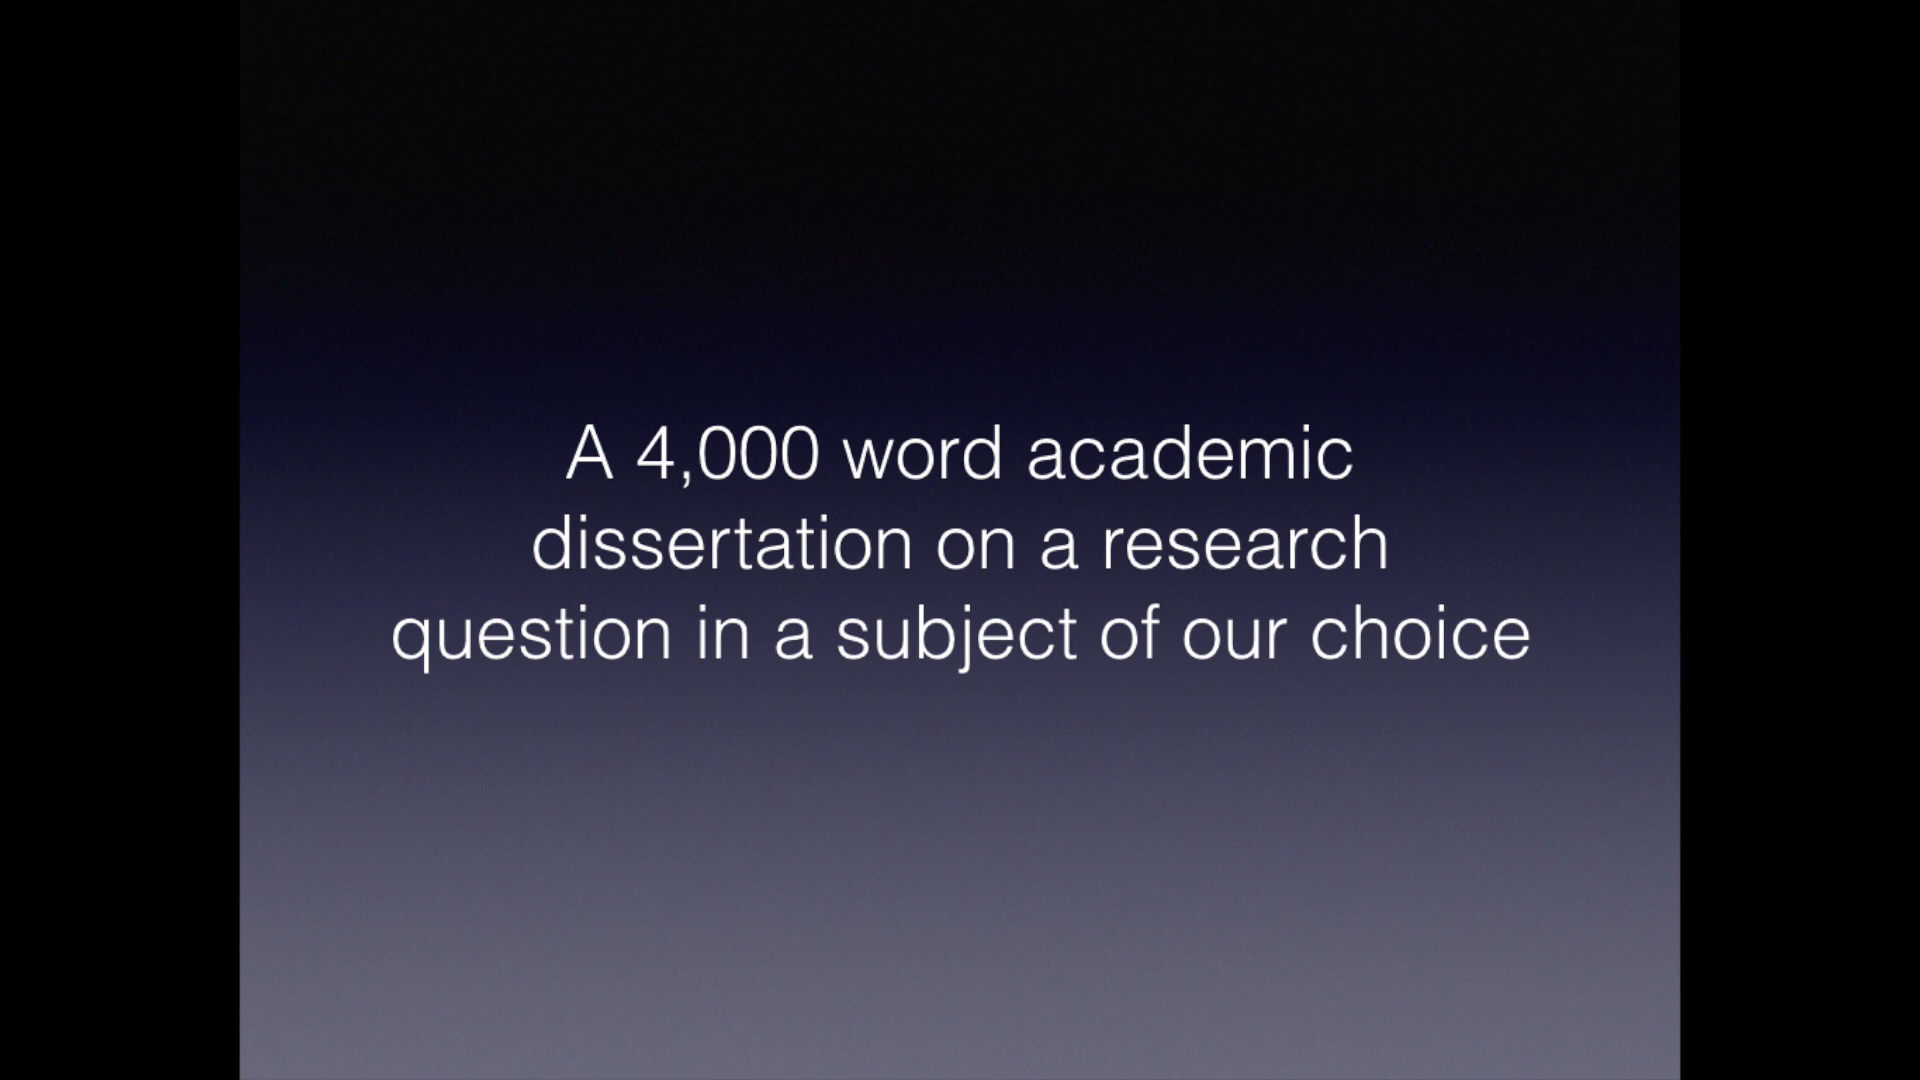 A 4,000 word academic
dissertation on a research
question in a subject of our choice